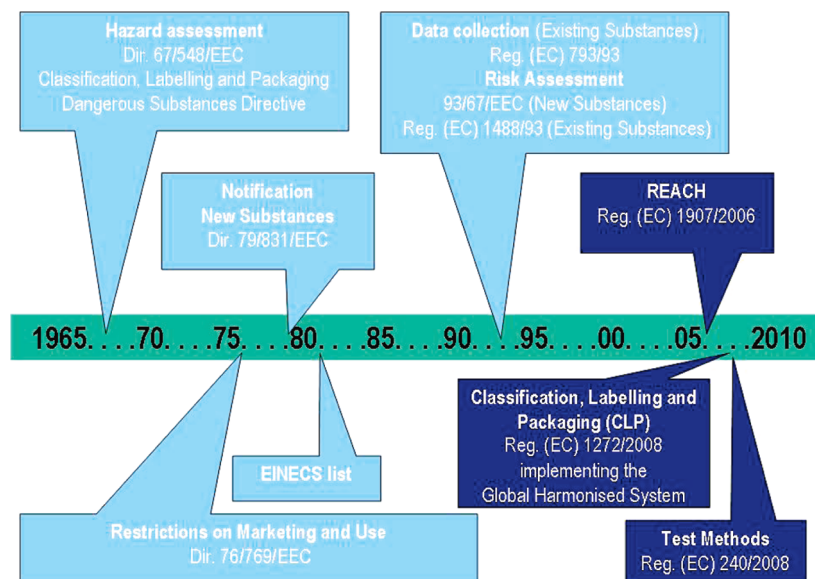 Hazard assessment
Dir. 67/548/EEC
Classification, Labelling and Packaging
Dangerous Substances Directive
Data collection (Existing Substances)
Reg. (EC) 793/93
Risk Assessment
93/67/EEC (New Substances)
Reg. (EC) 1488/93 (Existing Substances)
Notification
New Substances
Dir. 79/831/EEC
REACH
Reg. (EC) 1907/2006
1965. . . .70. . . .75. . . .80. . . .85. . . .90. . . .95. . . .00. . . .05. . . .2010
EINECS list
Restrictions on Marketing and Use
Dir. 76/769/EEC
Classification, Labelling and
Packaging (CLP)
Reg. (EC) 1272/2008
implementing the
Global Harmonised System
Test Methods
Reg. (EC) 240/2008